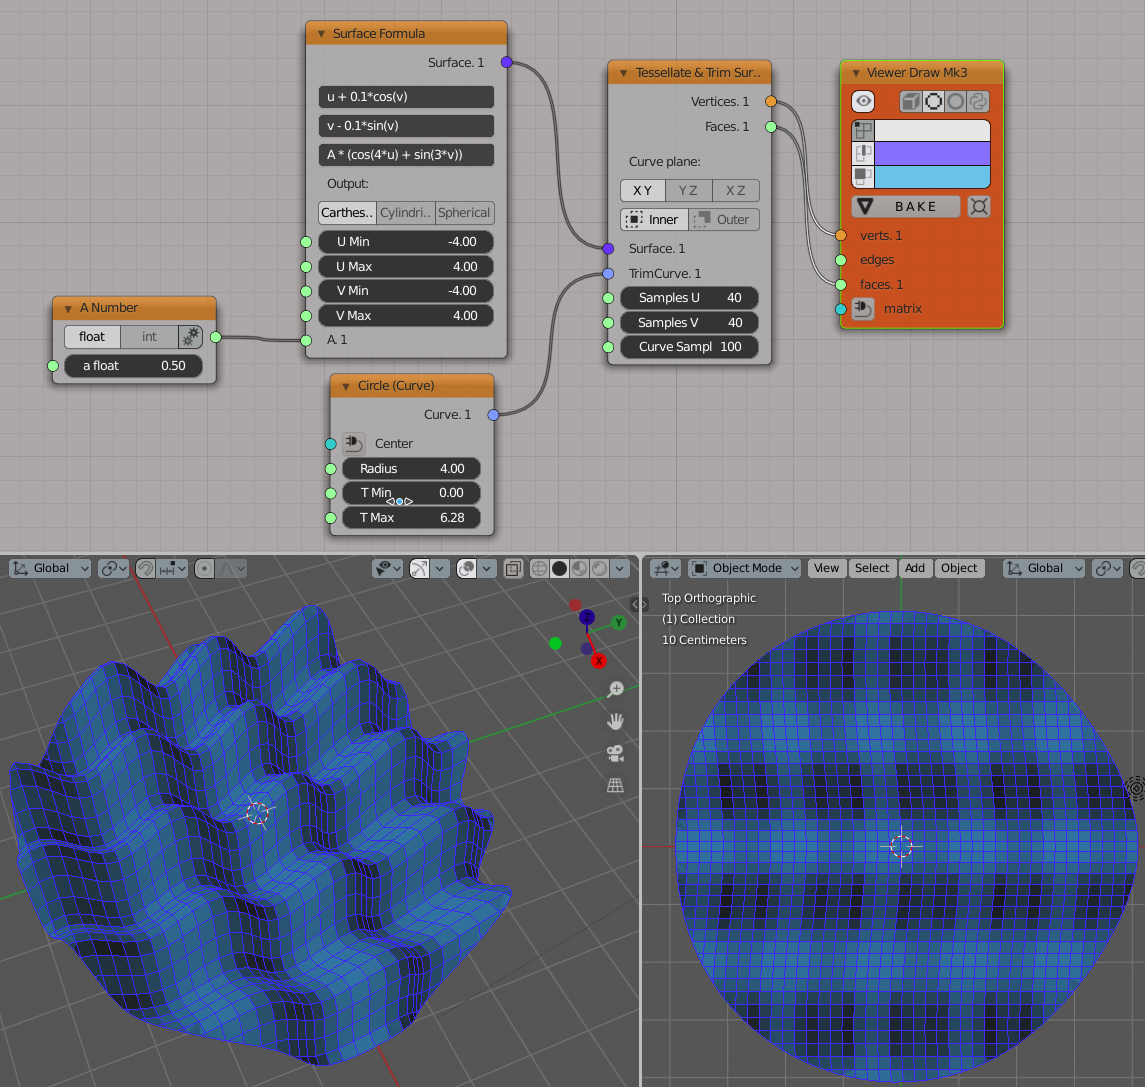 Surface Formula
Surface. 1
u + 0.1*cos(v)
v - 0.1*sin(v)
A * (cos(4*u) + sin(3*v))
Output:
Carthes.. Cylindri.. Spherical
U Min -4.00
U Max 4.00
V Min -4.00
V Max 4.00
A. 1
A Number
float int
a float 0.50
Circle (Curve)
Curve. 1
Center
Radius 4.00
T Min 0.00
T Max 6.28
Tessellate & Trim Sur..
Vertices. 1
Faces. 1
Curve plane:
X Y Y Z X Z
Inner Outer
Surface. 1
TrimCurve. 1
Samples U 40
Samples V 40
Curve Sampl 100
Viewer Draw Mk3
BAKE
verts. 1
edges
faces. 1
matrix
Global
Z
Y
X
Object Mode View Select Add Object Global
Top Orthographic
(1) Collection
10 Centimeters